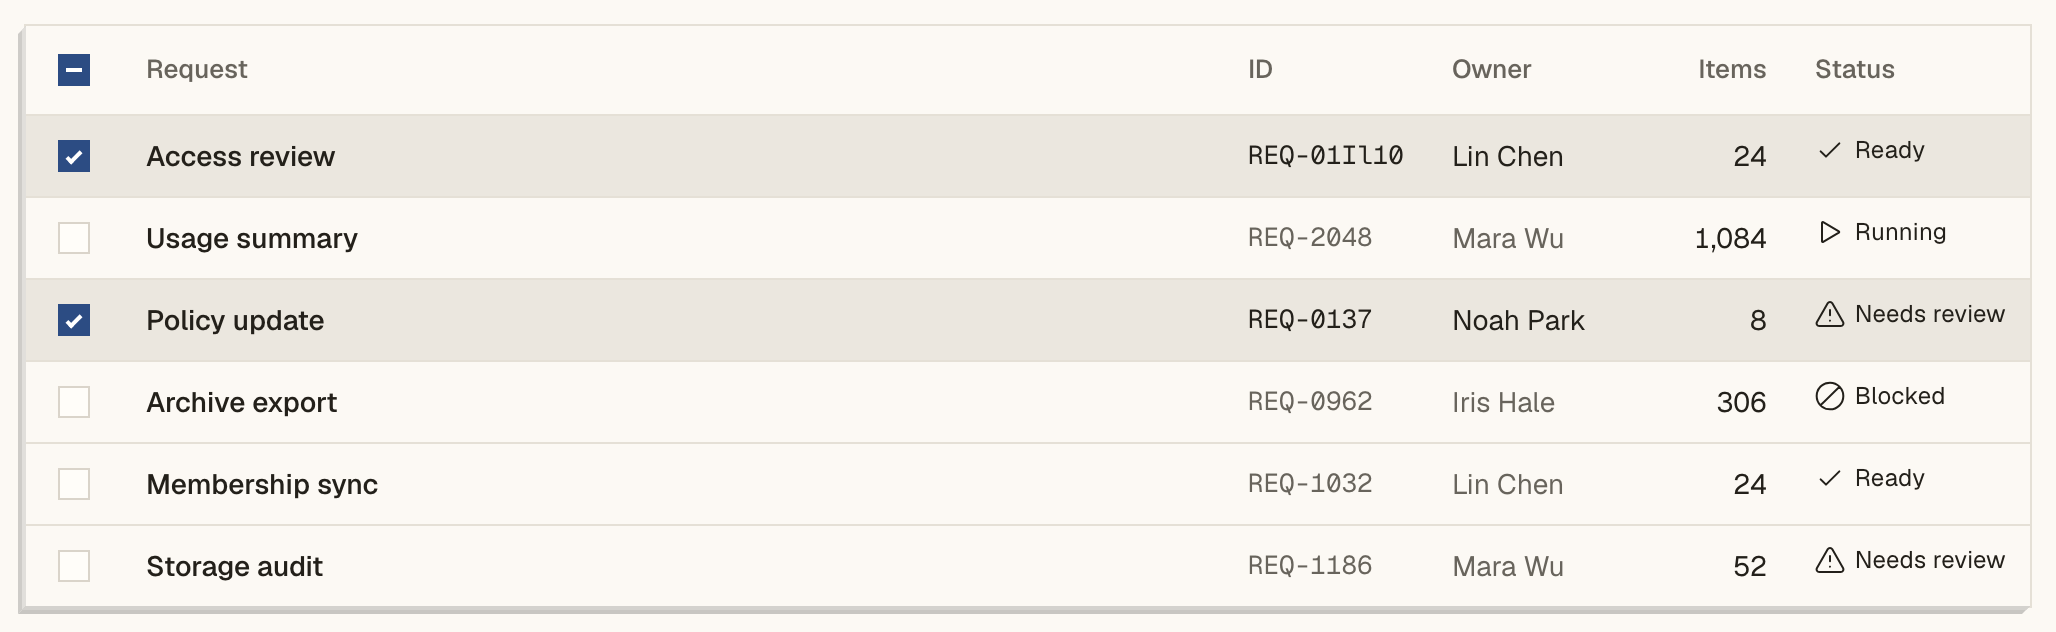 Request ID Owner Items Status
Access review REQ-01Il10 Lin Chen 24 Ready
Usage summary REQ-2048 Mara Wu 1,084 Running
Policy update REQ-0137 Noah Park 8 Needs review
Archive export REQ-0962 Iris Hale 306 Blocked
Membership sync REQ-1032 Lin Chen 24 Ready
Storage audit REQ-1186 Mara Wu 52 Needs review